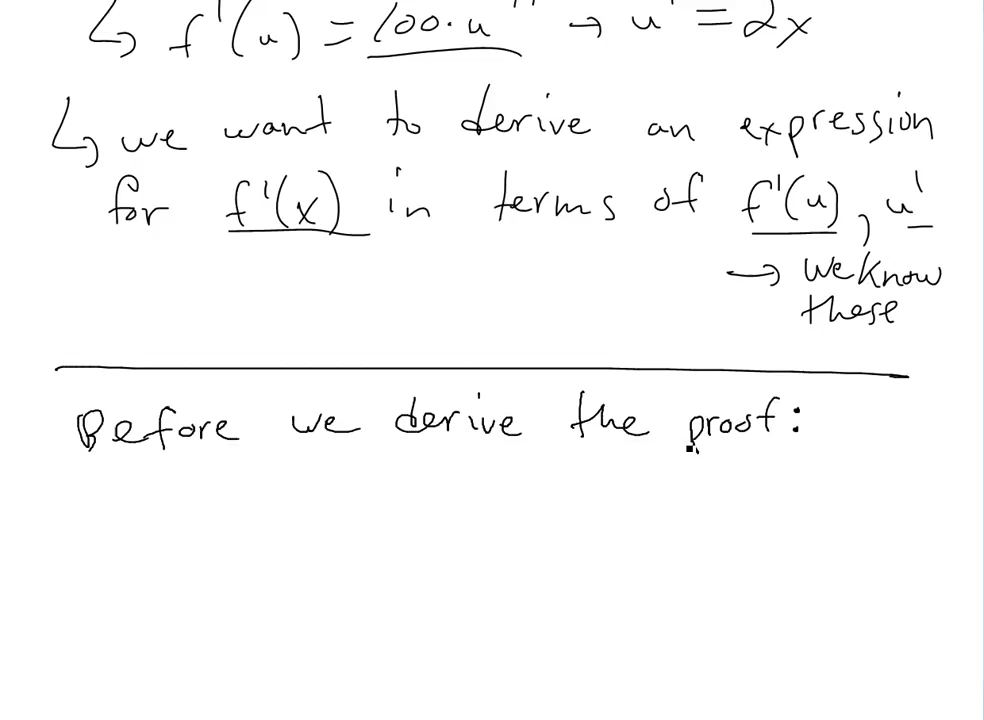 ↳ f'(u) = 100·u → u' = 2x
↳ we want to derive an expression
for f'(x) in terms of f'(u), u'
→ we know
these
Before we derive the proof: